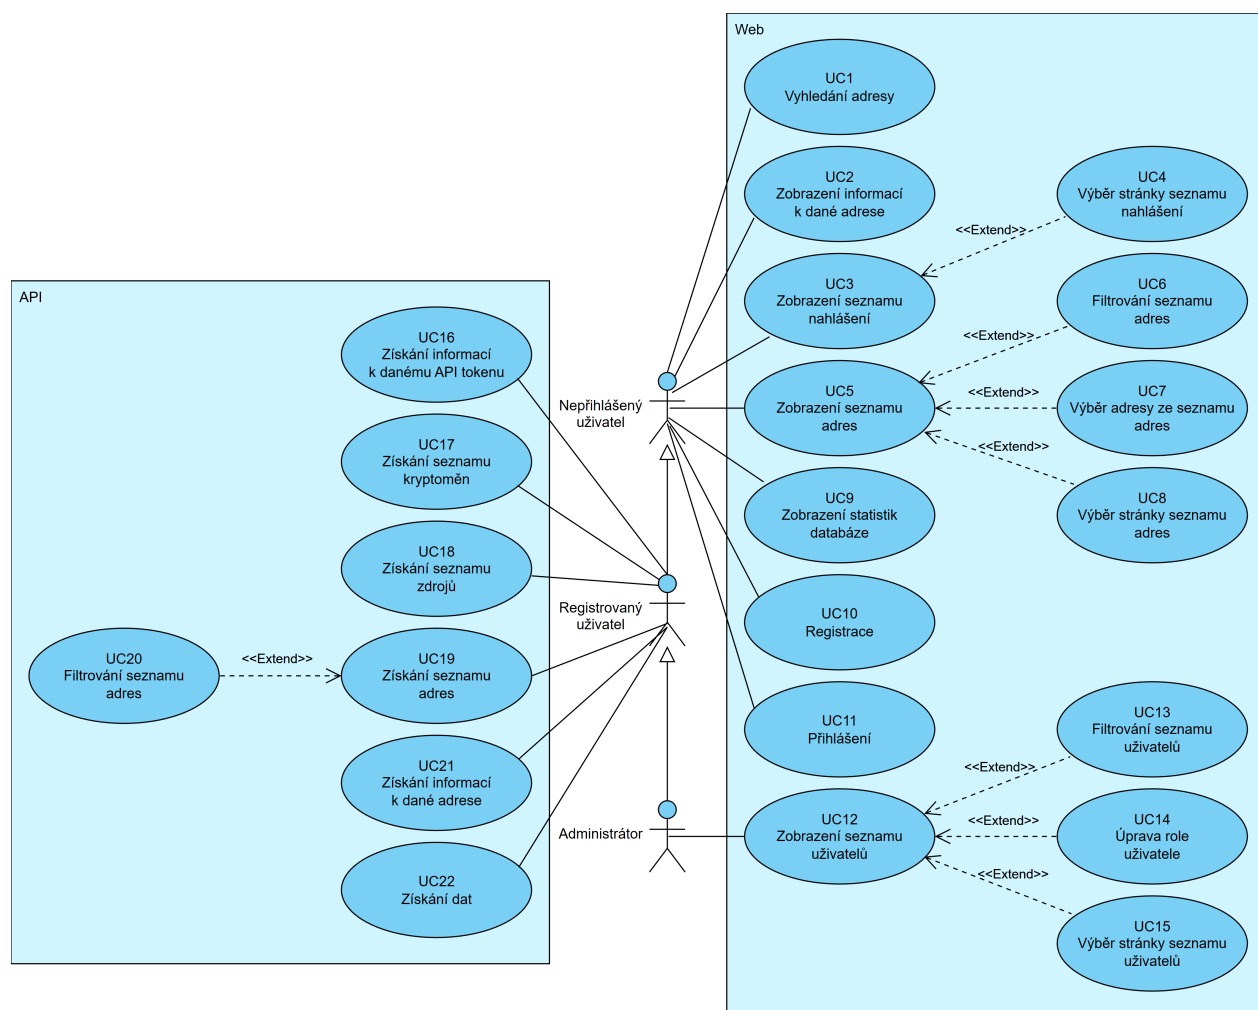 Web
UC1
Vyhledání adresy
UC2
Zobrazení informací
k dané adrese
UC4
Výběr stránky seznamu
nahlášení
<<Extend>>
UC3
Zobrazení seznamu
nahlášení
UC6
Filtrování seznamu
adres
<<Extend>>
UC5
Zobrazení seznamu
adres
<<Extend>>
UC7
Výběr adresy ze seznamu
adres
<<Extend>>
UC8
Výběr stránky seznamu
adres
UC9
Zobrazení statistik
databáze
UC10
Registrace
UC11
Přihlášení
UC13
Filtrování seznamu
uživatelů
<<Extend>>
UC12
Zobrazení seznamu
uživatelů
<<Extend>>
UC14
Úprava role
uživatele
<<Extend>>
UC15
Výběr stránky seznamu
uživatelů
Nepřihlášený
uživatel
Registrovaný
uživatel
Administrátor
API
UC16
Získání informací
k danému API tokenu
UC17
Získání seznamu
kryptoměn
UC18
Získání seznamu
zdrojů
UC20
Filtrování seznamu
adres
<<Extend>>
UC19
Získání seznamu
adres
UC21
Získání informací
k dané adrese
UC22
Získání dat